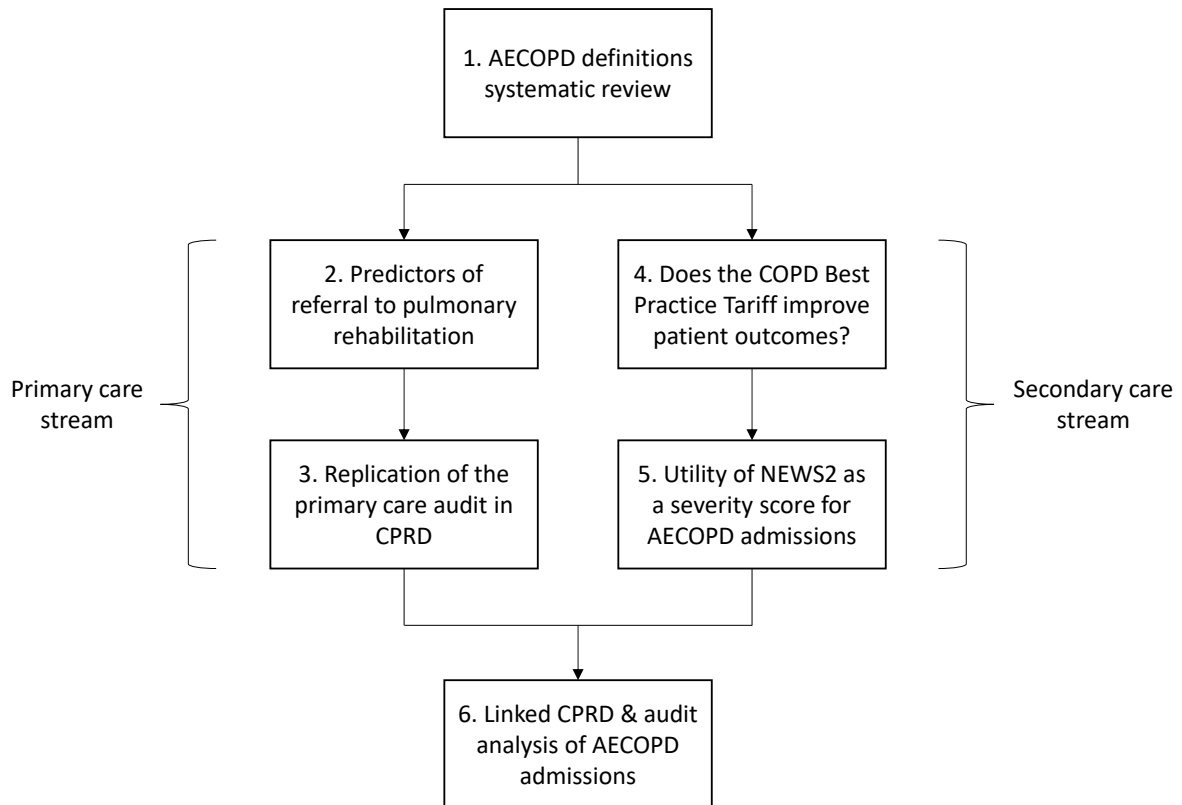 1. AECOPD definitions
systematic review
2. Predictors of
referral to pulmonary
rehabilitation
4. Does the COPD Best
Practice Tariff improve
patient outcomes?
Primary care
stream
Secondary care
stream
3. Replication of the
primary care audit in
CPRD
5. Utility of NEWS2 as
a severity score for
AECOPD admissions
6. Linked CPRD & audit
analysis of AECOPD
admissions